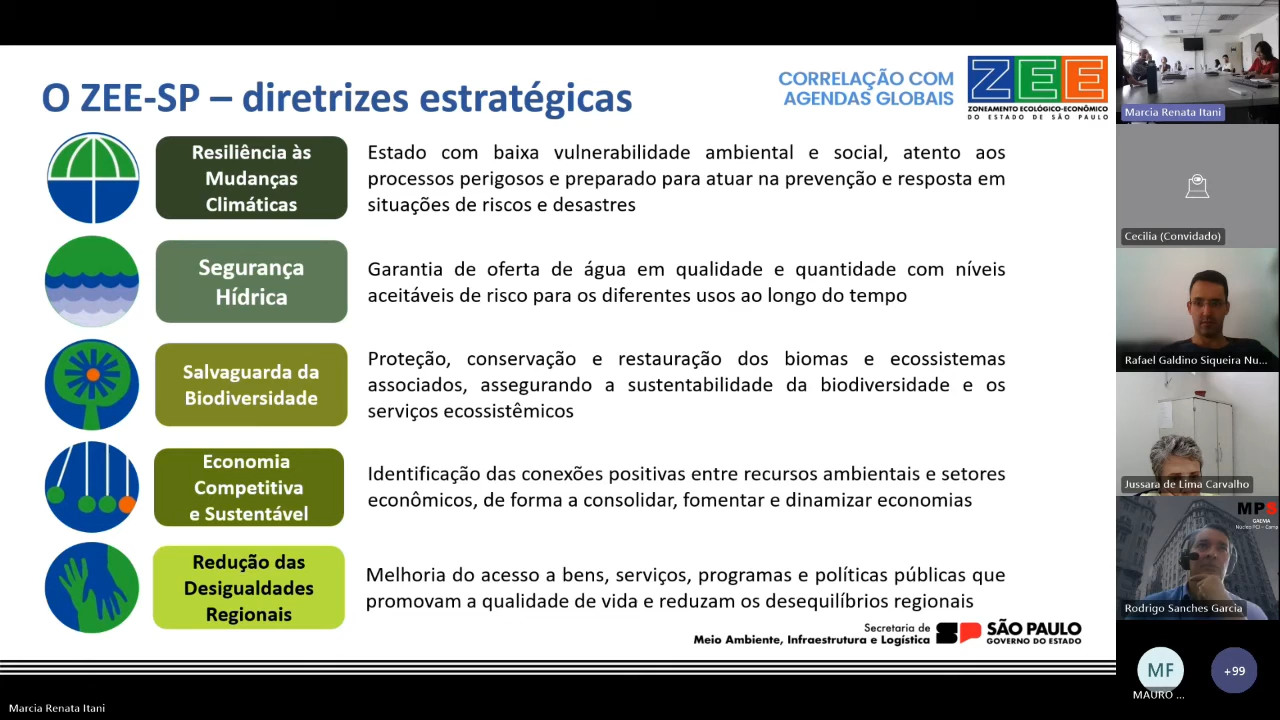 O ZEE-SP – diretrizes estratégicas
CORRELAÇÃO COM
AGENDAS GLOBAIS
ZEE
ZONEAMENTO ECOLÓGICO-ECONÔMICO
DO ESTADO DE SÃO PAULO
Resiliência às
Mudanças
Climáticas
Estado com baixa vulnerabilidade ambiental e social, atento aos
processos perigosos e preparado para atuar na prevenção e resposta em
situações de riscos e desastres
Segurança
Hídrica
Garantia de oferta de água em qualidade e quantidade com níveis
aceitáveis de risco para os diferentes usos ao longo do tempo
Salvaguarda da
Biodiversidade
Proteção, conservação e restauração dos biomas e ecossistemas
associados, assegurando a sustentabilidade da biodiversidade e os
serviços ecossistêmicos
Economia
Competitiva
e Sustentável
Identificação das conexões positivas entre recursos ambientais e setores
econômicos, de forma a consolidar, fomentar e dinamizar economias
Redução das
Desigualdades
Regionais
Melhoria do acesso a bens, serviços, programas e políticas públicas que
promovam a qualidade de vida e reduzam os desequilíbrios regionais
Secretaria de
Meio Ambiente, Infraestrutura e Logística
SP
SÃO PAULO
GOVERNO DO ESTADO
Marcia Renata Itani
Marcia Renata Itani
Cecilia (Convidado)
Rafael Galdino Siqueira Nu...
Jussara de Lima Carvalho
MPS
GAEMA
Rodrigo Sanches Garcia
MF
MAURO ...
+99